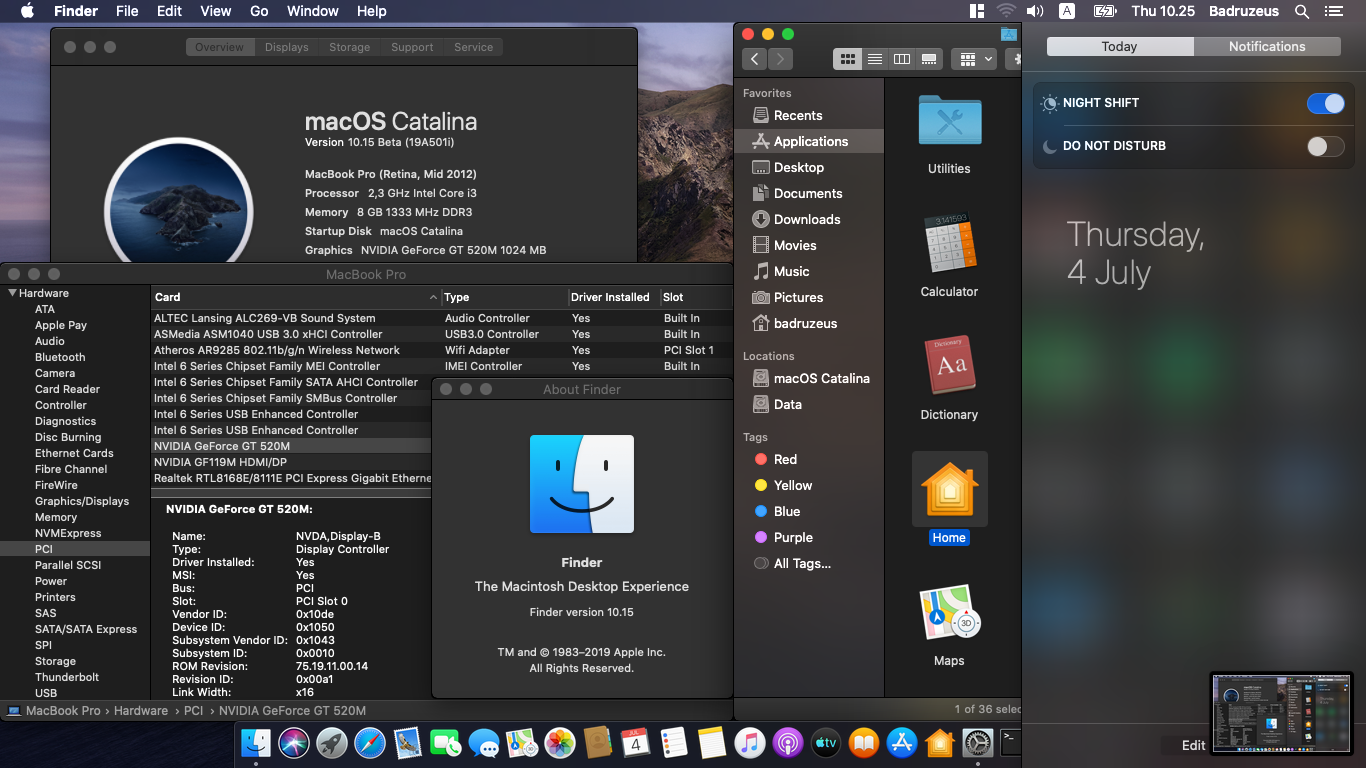 Finder File Edit View Go Window Help
A
Thu 10.25 Badruzeus
Overview Displays Storage Support Service
macOS Catalina
Version 10.15 Beta (19A501i)
MacBook Pro (Retina, Mid 2012)
Processor 2,3 GHz Intel Core i3
Memory 8 GB 1333 MHz DDR3
Startup Disk macOS Catalina
Graphics NVIDIA GeForce GT 520M 1024 MB
MacBook Pro
Hardware
ATA
Apple Pay
Audio
Bluetooth
Camera
Card Reader
Controller
Diagnostics
Disc Burning
Ethernet Cards
Fibre Channel
FireWire
Graphics/Displays
Memory
NVMExpress
PCI
Parallel SCSI
Power
Printers
SAS
SATA/SATA Express
SPI
Storage
Thunderbolt
USB
Card Type Driver Installed Slot
ALTEC Lansing ALC269-VB Sound System Audio Controller Yes Built In
ASMedia ASM1040 USB 3.0 xHCI Controller USB3.0 Controller Yes Built In
Atheros AR9285 802.11b/g/n Wireless Network Wifi Adapter Yes PCI Slot 1
Intel 6 Series Chipset Family MEI Controller IMEI Controller Yes Built In
Intel 6 Series Chipset Family SATA AHCI Controller
Intel 6 Series Chipset Family SMBus Controller
Intel 6 Series USB Enhanced Controller
Intel 6 Series USB Enhanced Controller
NVIDIA GeForce GT 520M
NVIDIA GF119M HDMI/DP
Realtek RTL8168E/8111E PCI Express Gigabit Etherne
NVIDIA GeForce GT 520M:
Name: NVDA,Display-B
Type: Display Controller
Driver Installed: Yes
MSI: Yes
Bus: PCI
Slot: PCI Slot 0
Vendor ID: 0x10de
Device ID: 0x1050
Subsystem Vendor ID: 0x1043
Subsystem ID: 0x0010
ROM Revision: 75.19.11.00.14
Revision ID: 0x00a1
Link Width: x16
MacBook Pro › Hardware › PCI › NVIDIA GeForce GT 520M
About Finder
Finder
The Macintosh Desktop Experience
Finder version 10.15
TM and © 1983–2019 Apple Inc.
All Rights Reserved.
Favorites
Recents
Applications
Desktop
Documents
Downloads
Movies
Music
Pictures
badruzeus
Locations
macOS Catalina
Data
Tags
Red
Yellow
Blue
Purple
All Tags...
Utilities
3.141593
Calculator
Dictionary
Aa
Dictionary
Home
3D
Maps
1 of 36 selec
Today Notifications
NIGHT SHIFT
DO NOT DISTURB
Thursday,
4 July
Edit
JUL
4
tv